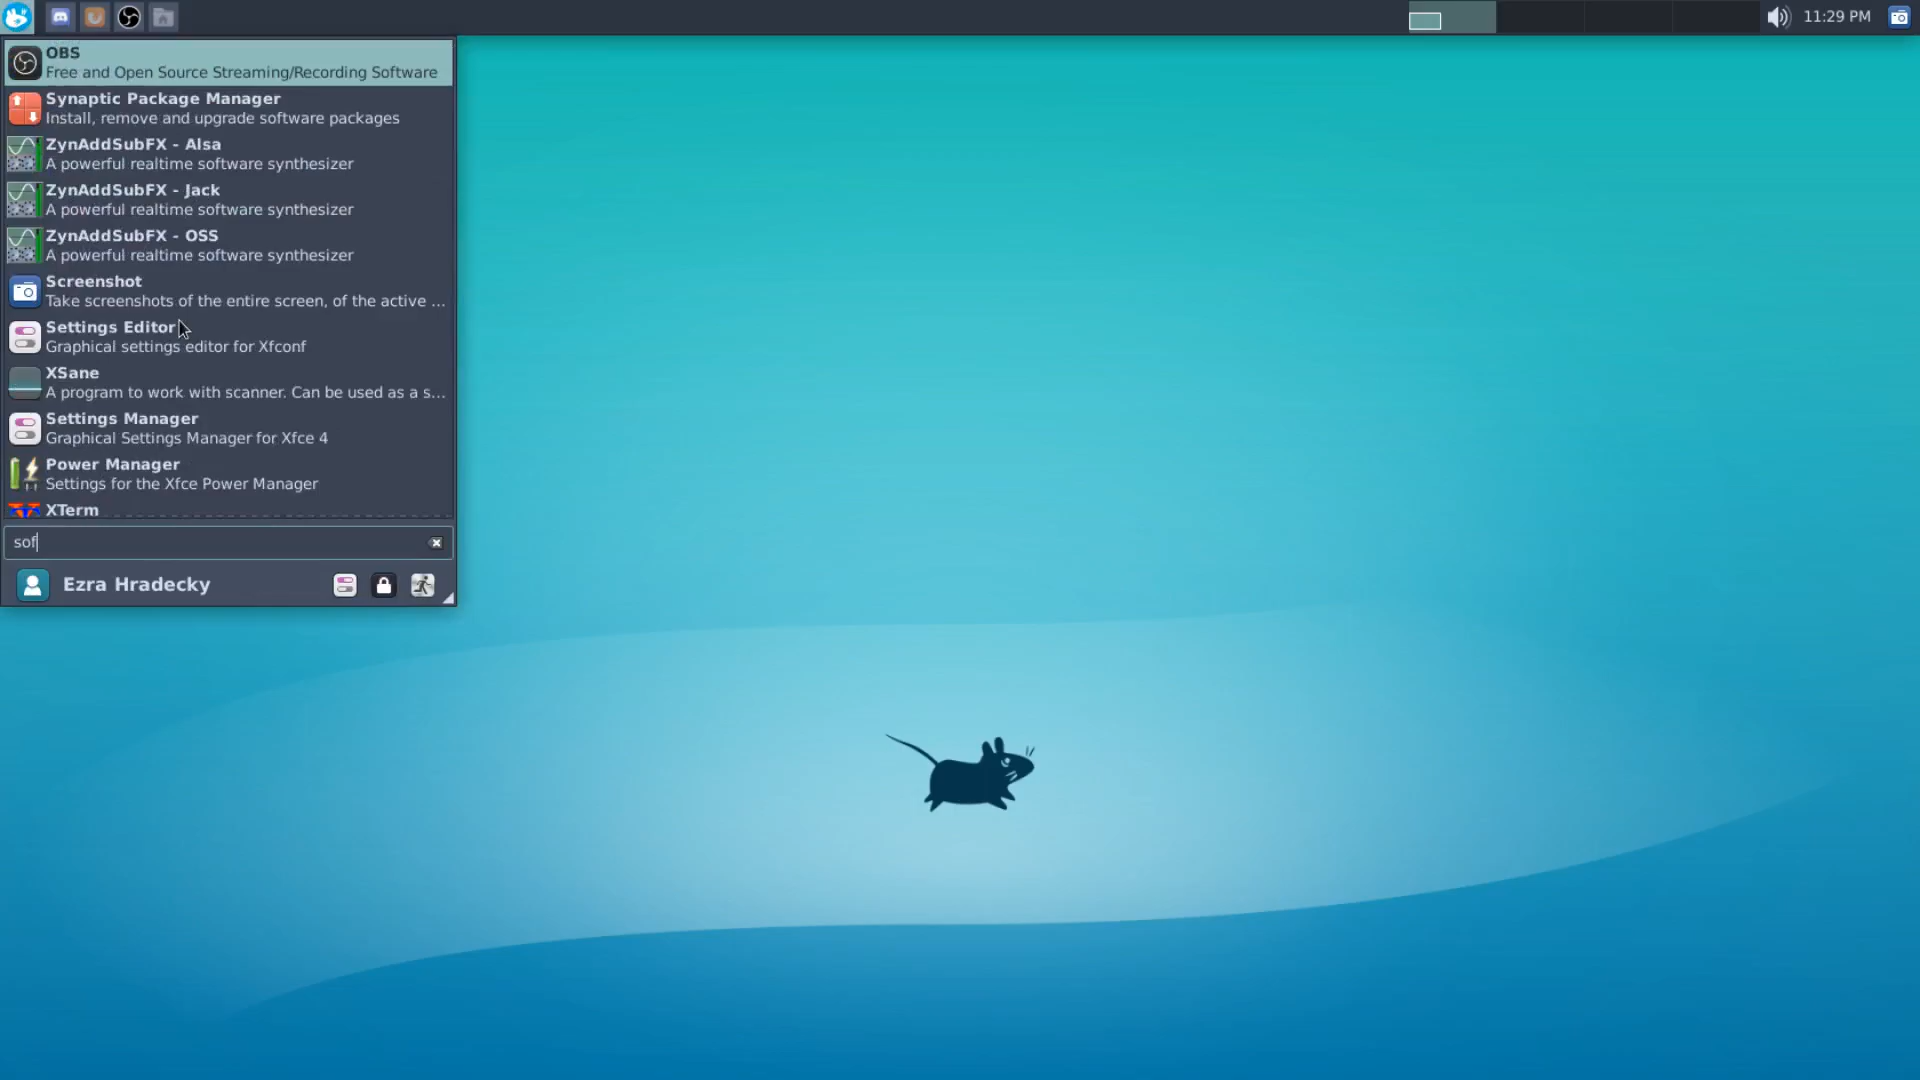 11:29 PM
OBS
Free and Open Source Streaming/Recording Software
Synaptic Package Manager
Install, remove and upgrade software packages
ZynAddSubFX - Alsa
A powerful realtime software synthesizer
ZynAddSubFX - Jack
A powerful realtime software synthesizer
ZynAddSubFX - OSS
A powerful realtime software synthesizer
Screenshot
Take screenshots of the entire screen, of the active ...
Settings Editor
Graphical settings editor for Xfconf
XSane
A program to work with scanner. Can be used as a s...
Settings Manager
Graphical Settings Manager for Xfce 4
Power Manager
Settings for the Xfce Power Manager
XTerm
sof
Ezra Hradecky